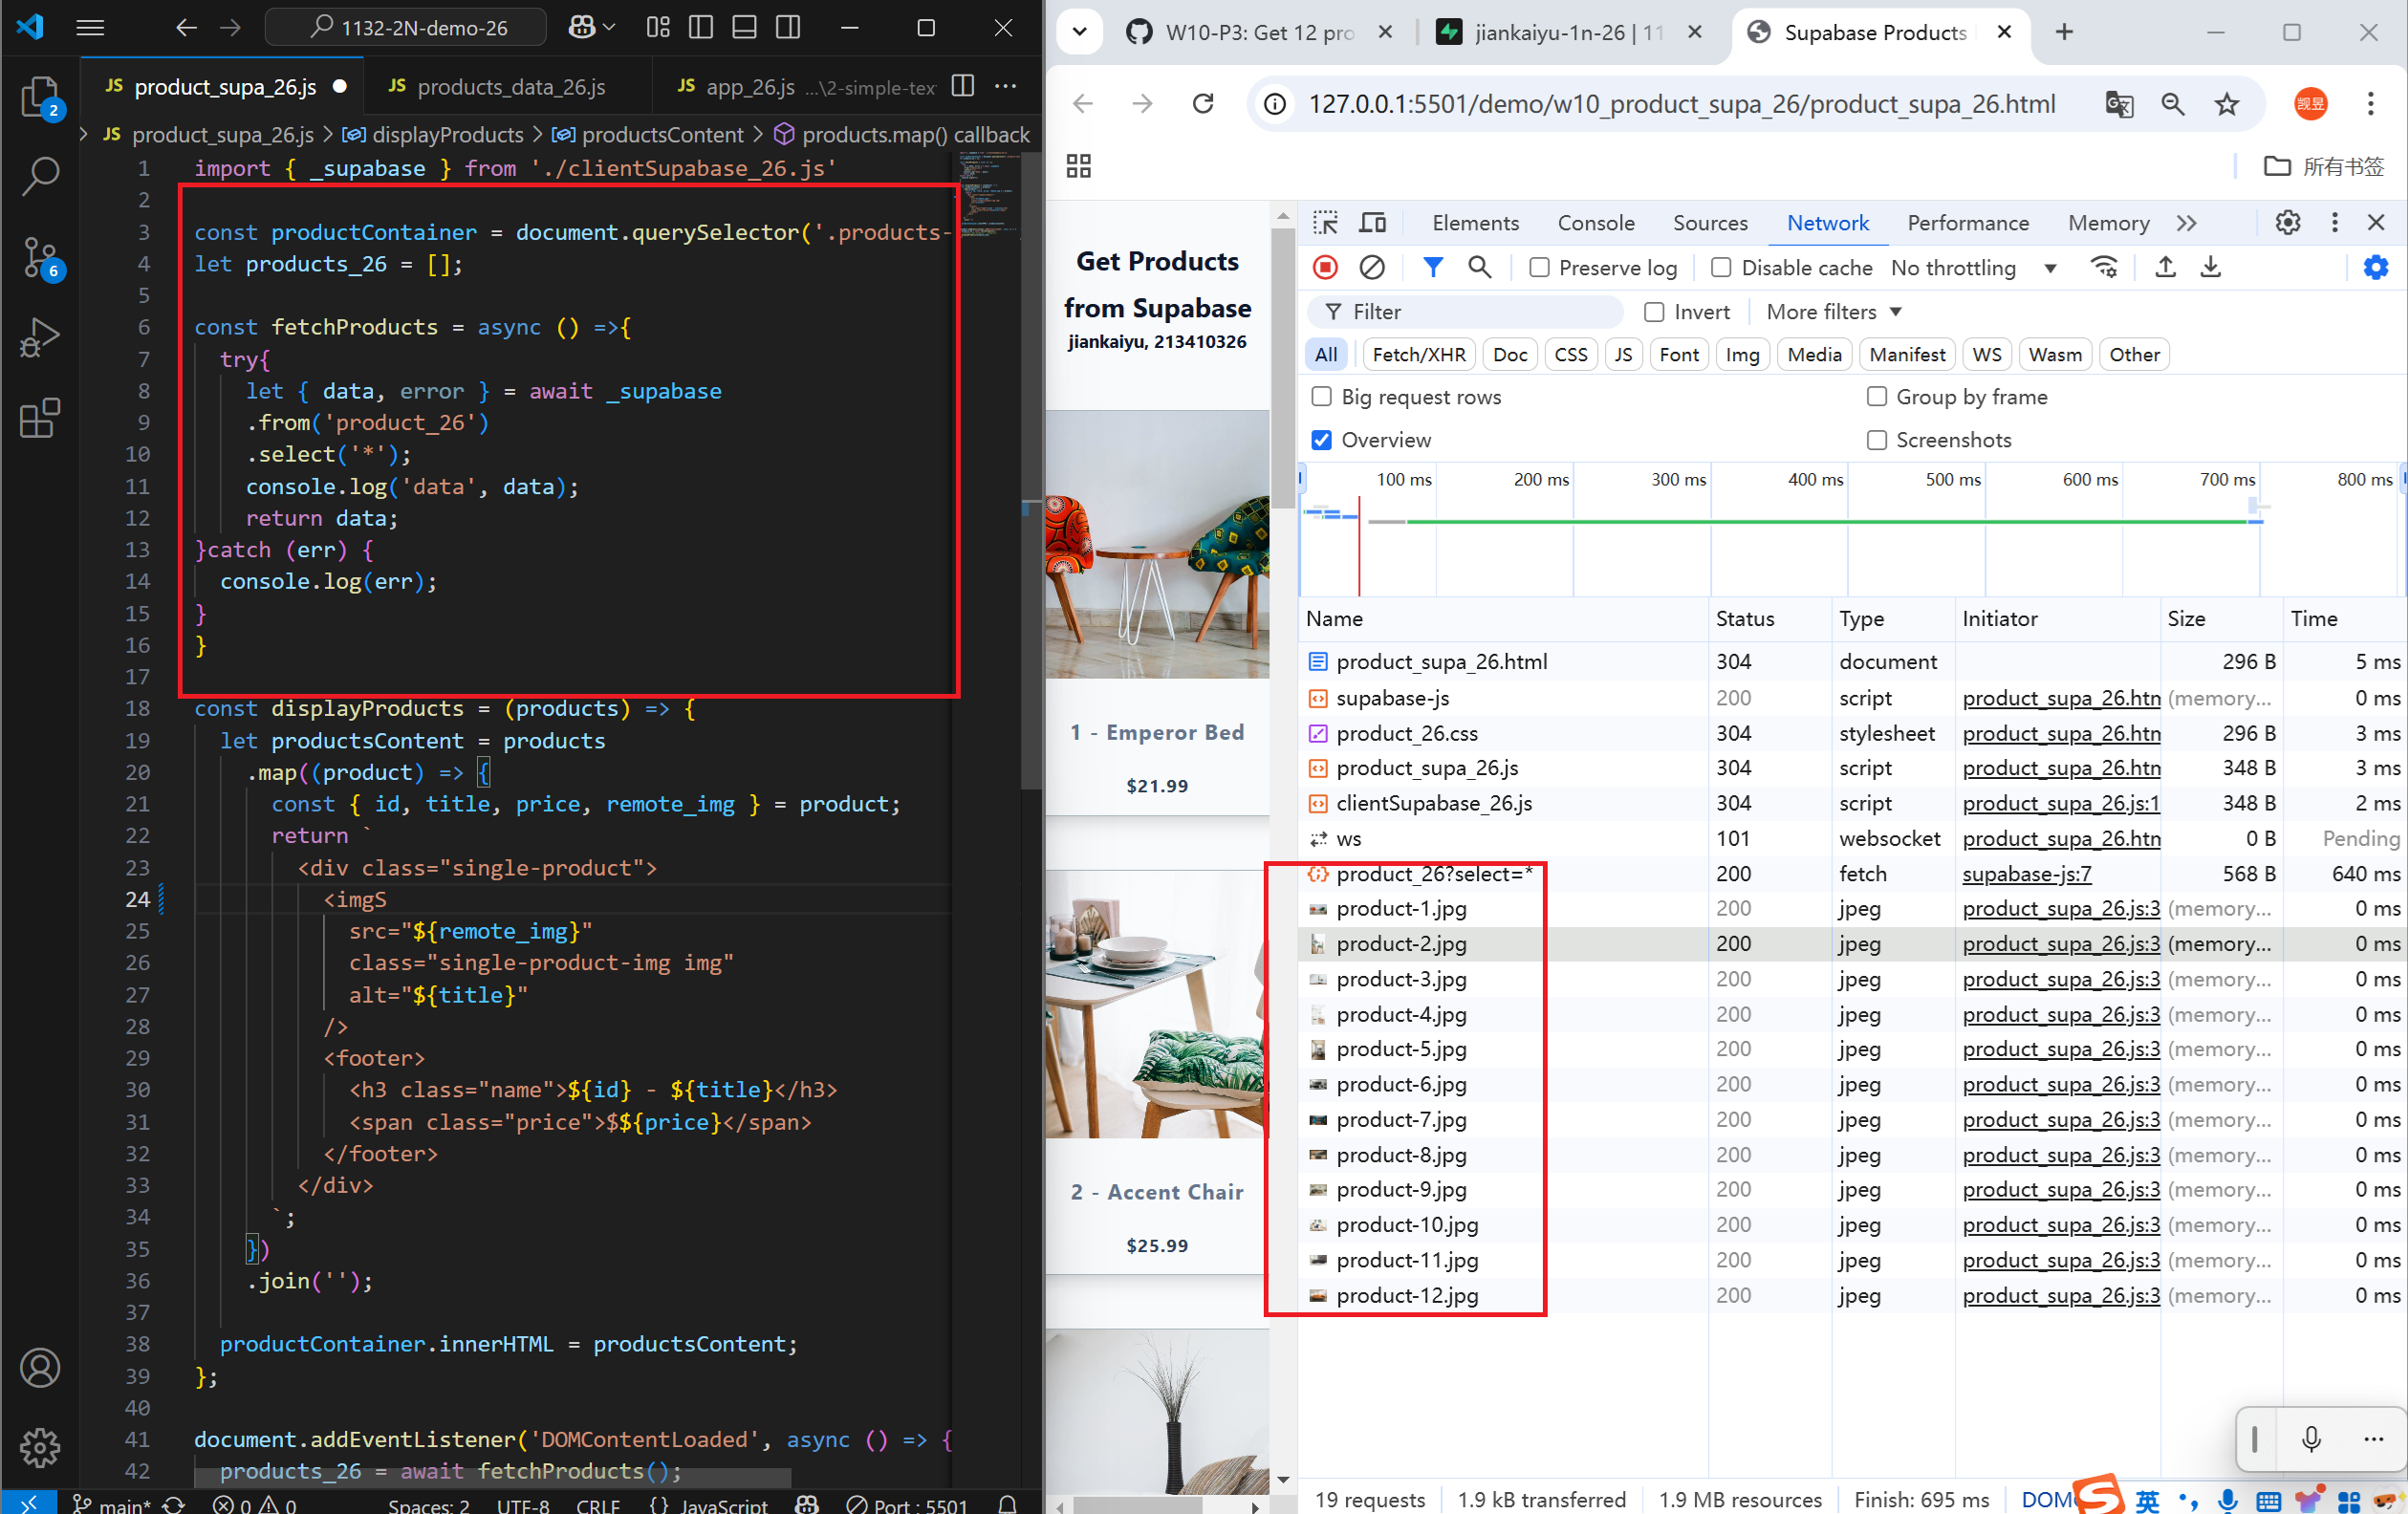 1132-2N-demo-26
JS product_supa_26.js
JS products_data_26.js
JS app_26.js ...\2-simple-tex
JS product_supa_26.js > displayProducts > productsContent > products.map() callback
2
6
1 import { _supabase } from './clientSupabase_26.js'
2
3 const productContainer = document.querySelector('.products-
4 let products_26 = [];
5
6 const fetchProducts = async () =>{
7 try{
8 let { data, error } = await _supabase
9 .from('product_26')
10 .select('*');
11 console.log('data', data);
12 return data;
13 }catch (err) {
14 console.log(err);
15 }
16 }
17
18 const displayProducts = (products) => {
19 let productsContent = products
20 .map((product) => {
21 const { id, title, price, remote_img } = product;
22 return `
23 <div class="single-product">
24 <imgS
25 src="${remote_img}"
26 class="single-product-img img"
27 alt="${title}"
28 />
29 <footer>
30 <h3 class="name">${id} - ${title}</h3>
31 <span class="price">$${price}</span>
32 </footer>
33 </div>
34 `;
35 })
36 .join('');
37
38 productContainer.innerHTML = productsContent;
39 };
40
41 document.addEventListener('DOMContentLoaded', async () => {
42 products_26 = await fetchProducts();
main* 0 0 Spaces: 2 UTF-8 CRLF {} JavaScript Port : 5501
W10-P3: Get 12 pro
jiankaiyu-1n-26 | 11
Supabase Products
127.0.0.1:5501/demo/w10_product_supa_26/product_supa_26.html
觊昱
所有书签
Get Products
from Supabase
jiankaiyu, 213410326
1 - Emperor Bed
$21.99
2 - Accent Chair
$25.99
Elements Console Sources Network Performance Memory
Preserve log Disable cache No throttling
Filter Invert More filters
All Fetch/XHR Doc CSS JS Font Img Media Manifest WS Wasm Other
Big request rows Group by frame
Overview Screenshots
100 ms 200 ms 300 ms 400 ms 500 ms 600 ms 700 ms 800 ms
Name Status Type Initiator Size Time
product_supa_26.html 304 document 296 B 5 ms
supabase-js 200 script product_supa_26.htm (memory... 0 ms
product_26.css 304 stylesheet product_supa_26.htm 296 B 3 ms
product_supa_26.js 304 script product_supa_26.htm 348 B 3 ms
clientSupabase_26.js 304 script product_supa_26.js:1 348 B 2 ms
ws 101 websocket product_supa_26.htm 0 B Pending
product_26?select=* 200 fetch supabase-js:7 568 B 640 ms
product-1.jpg 200 jpeg product_supa_26.js:3 (memory... 0 ms
product-2.jpg 200 jpeg product_supa_26.js:3 (memory... 0 ms
product-3.jpg 200 jpeg product_supa_26.js:3 (memory... 0 ms
product-4.jpg 200 jpeg product_supa_26.js:3 (memory... 0 ms
product-5.jpg 200 jpeg product_supa_26.js:3 (memory... 0 ms
product-6.jpg 200 jpeg product_supa_26.js:3 (memory... 0 ms
product-7.jpg 200 jpeg product_supa_26.js:3 (memory... 0 ms
product-8.jpg 200 jpeg product_supa_26.js:3 (memory... 0 ms
product-9.jpg 200 jpeg product_supa_26.js:3 (memory... 0 ms
product-10.jpg 200 jpeg product_supa_26.js:3 (memory... 0 ms
product-11.jpg 200 jpeg product_supa_26.js:3 (memory... 0 ms
product-12.jpg 200 jpeg product_supa_26.js:3 (memory... 0 ms
19 requests 1.9 kB transferred 1.9 MB resources Finish: 695 ms DOMC
英